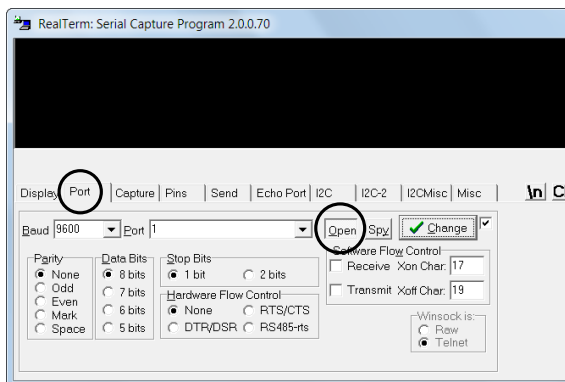 RealTerm: Serial Capture Program 2.0.0.70
Display Port Capture Pins Send Echo Port I2C I2C-2 I2CMisc Misc \n
Baud 9600 Port 1 Open Spy Change
Parity Data Bits Stop Bits Software Flow Control
None 8 bits 1 bit 2 bits Receive Xon Char: 17
Odd 7 bits Hardware Flow Control Transmit Xoff Char: 19
Even 6 bits None RTS/CTS Winsock is:
Mark 5 bits DTR/DSR RS485-rts Raw
Space Telnet